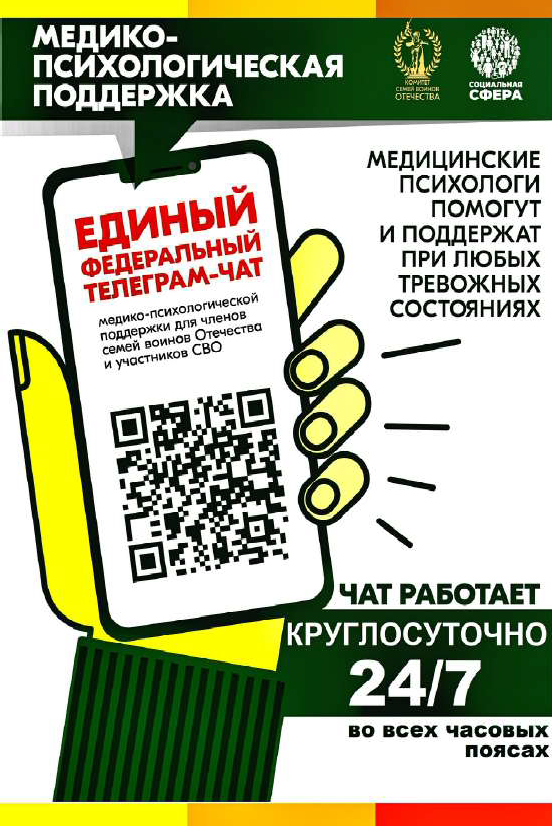 МЕДИКО-
ПСИХОЛОГИЧЕСКАЯ
ПОДДЕРЖКА
КОМИТЕТ
СЕМЕЙ ВОИНОВ
ОТЕЧЕСТВА
СОЦИАЛЬНАЯ
СФЕРА
МЕДИЦИНСКИЕ
ПСИХОЛОГИ
ПОМОГУТ
И ПОДДЕРЖАТ
ПРИ ЛЮБЫХ
ТРЕВОЖНЫХ
СОСТОЯНИЯХ
ЕДИНЫЙ
ФЕДЕРАЛЬНЫЙ
ТЕЛЕГРАМ-ЧАТ
медико-психологической
поддержки для членов
семей воинов Отечества
и участников СВО
ЧАТ РАБОТАЕТ
КРУГЛОСУТОЧНО
24/7
во всех часовых
поясах